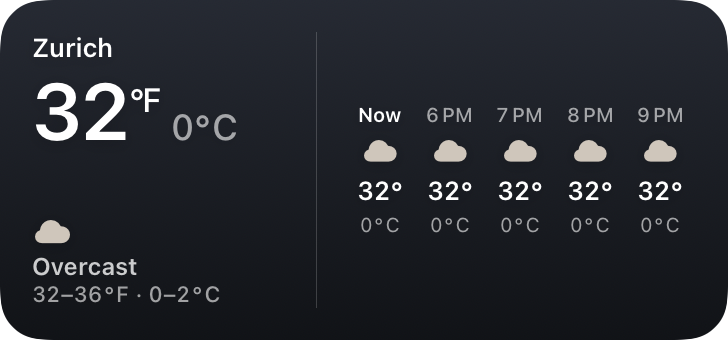 Zurich
32°F 0°C
Overcast
32–36°F · 0–2°C
Now 6 PM 7 PM 8 PM 9 PM
32° 32° 32° 32° 32°
0°C 0°C 0°C 0°C 0°C